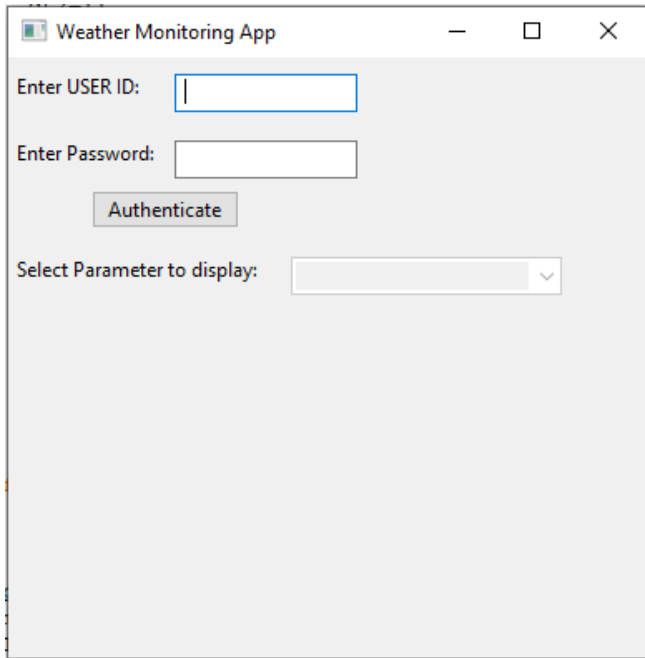 Weather Monitoring App
Enter USER ID:
Enter Password:
Authenticate
Select Parameter to display: